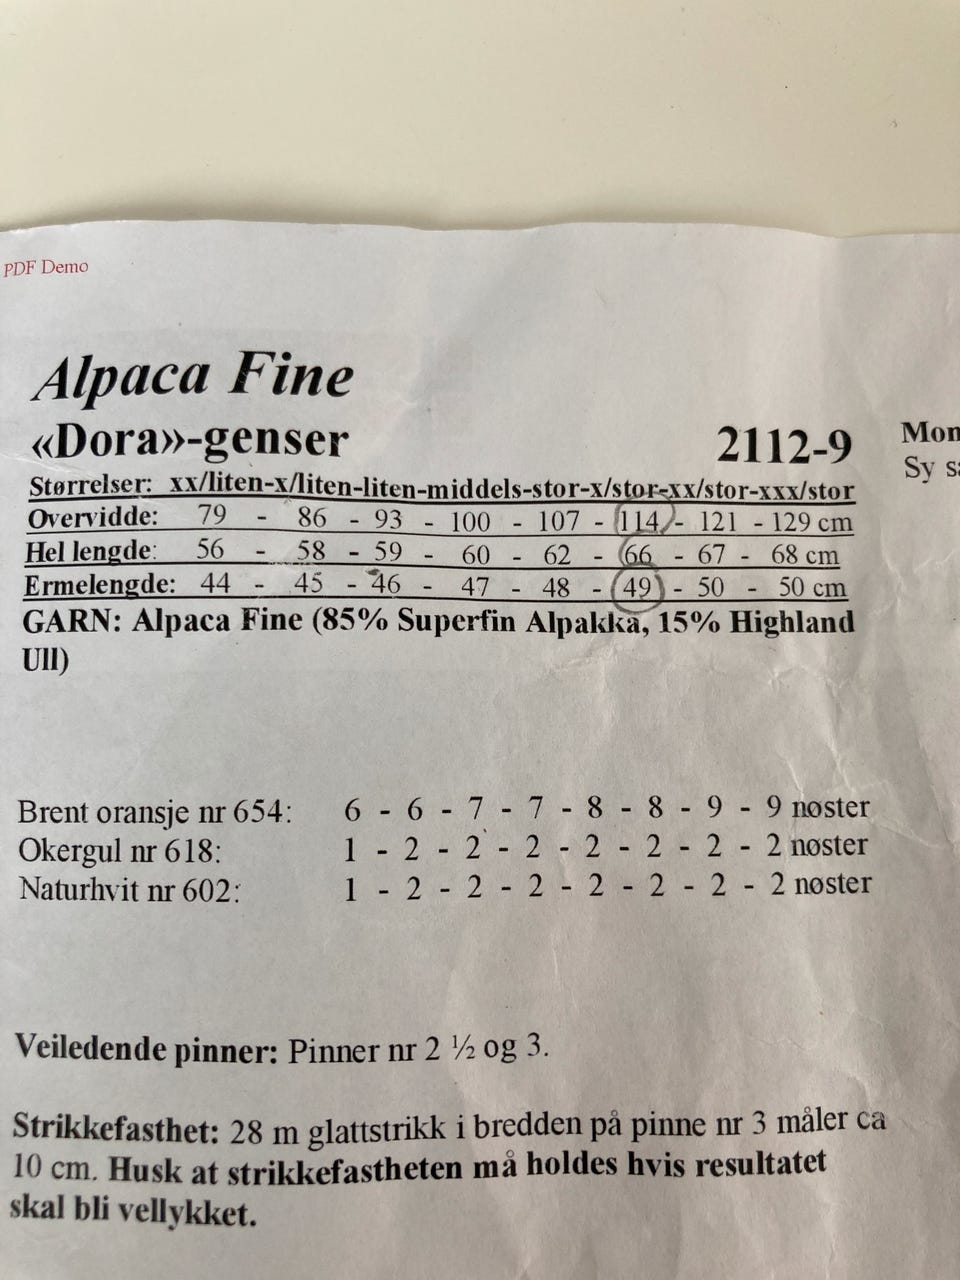 PDF Demo
Alpaca Fine
«Dora»-genser 2112-9
Størrelser: xx/liten-x/liten-liten-middels-stor-x/stor-xx/stor-xxx/stor
Overvidde: 79 - 86 - 93 - 100 - 107 - 114 - 121 - 129 cm
Hel lengde: 56 - 58 - 59 - 60 - 62 - 66 - 67 - 68 cm
Ermelengde: 44 - 45 - 46 - 47 - 48 - 49 - 50 - 50 cm
GARN: Alpaca Fine (85% Superfin Alpakka, 15% Highland
Ull)
Brent oransje nr 654: 6 - 6 - 7 - 7 - 8 - 8 - 9 - 9 nøster
Okergul nr 618: 1 - 2 - 2 - 2 - 2 - 2 - 2 - 2 nøster
Naturhvit nr 602: 1 - 2 - 2 - 2 - 2 - 2 - 2 - 2 nøster
Veiledende pinner: Pinner nr 2 ½ og 3.
Strikkefasthet: 28 m glattstrikk i bredden på pinne nr 3 måler ca
10 cm. Husk at strikkefastheten må holdes hvis resultatet
skal bli vellykket.
Sy